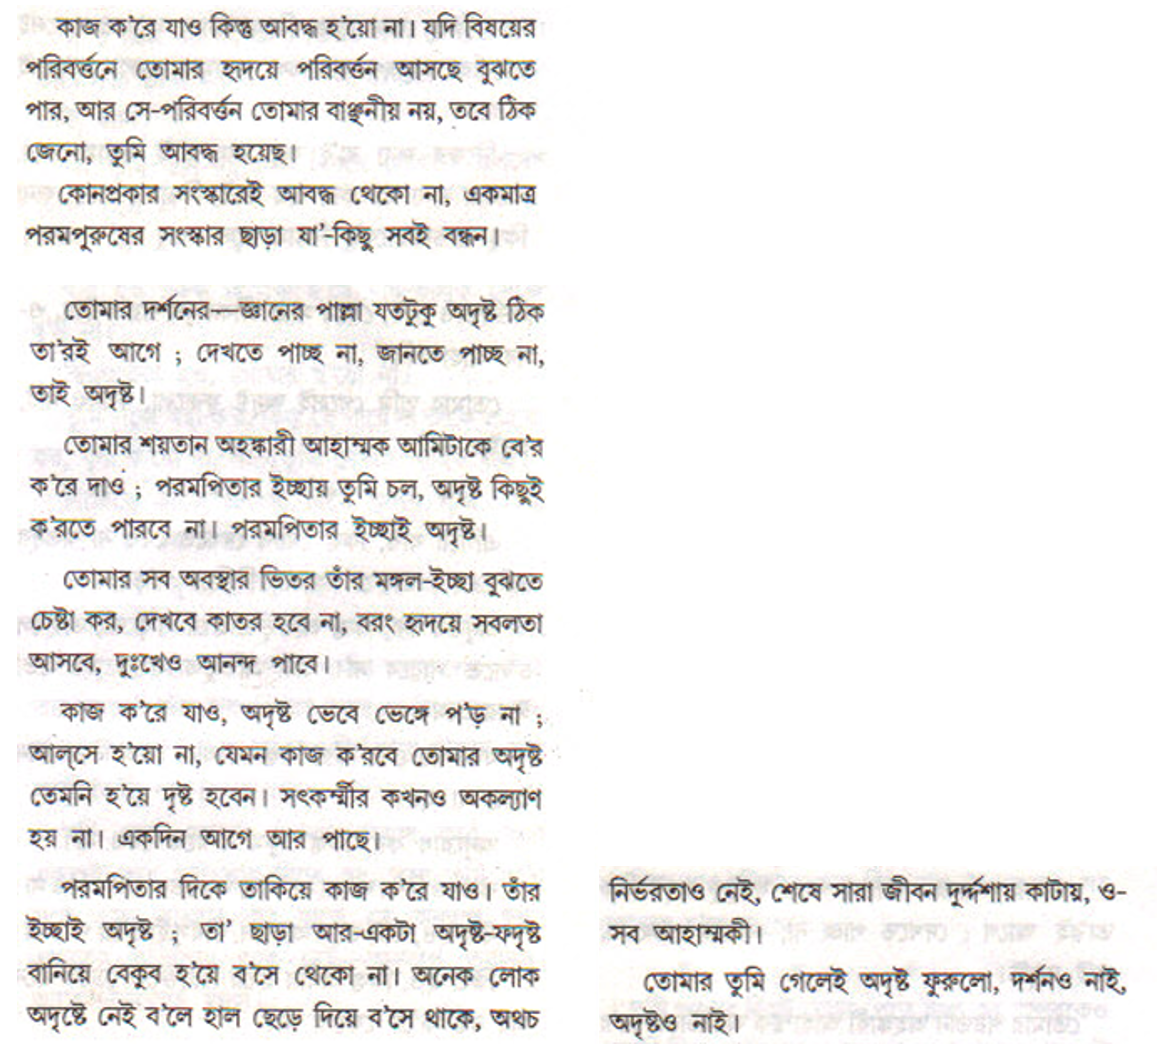 কাজ ক'রে যাও কিন্তু আবদ্ধ হ'য়ো না। যদি বিষয়ের
পরিবর্ত্তনে তোমার হৃদয়ে পরিবর্ত্তন আসছে বুঝতে
পার, আর সে-পরিবর্ত্তন তোমার বাঞ্ছনীয় নয়, তবে ঠিক
জেনো, তুমি আবদ্ধ হয়েছ।
কোনপ্রকার সংস্কারেই আবদ্ধ থেকো না, একমাত্র
পরমপুরুষের সংস্কার ছাড়া যা'-কিছু সবই বন্ধন।
তোমার দর্শনের—জ্ঞানের পাল্লা যতটুকু অদৃষ্ট ঠিক
তা'রই আগে ; দেখতে পাচ্ছ না, জানতে পাচ্ছ না,
তাই অদৃষ্ট।
তোমার শয়তান অহঙ্কারী আহাম্মক আমিটাকে বে'র
ক'রে দাও ; পরমপিতার ইচ্ছায় তুমি চল, অদৃষ্ট কিছুই
ক'রতে পারবে না। পরমপিতার ইচ্ছাই অদৃষ্ট।
তোমার সব অবস্থার ভিতর তাঁর মঙ্গল-ইচ্ছা বুঝতে
চেষ্টা কর, দেখবে কাতর হবে না, বরং হৃদয়ে সবলতা
আসবে, দুঃখেও আনন্দ পাবে।
কাজ ক'রে যাও, অদৃষ্ট ভেবে ভেঙ্গে প'ড় না ;
আল্‌সে হ'য়ো না, যেমন কাজ ক'রবে তোমার অদৃষ্ট
তেমনি হ'য়ে দৃষ্ট হবেন। সৎকর্ম্মীর কখনও অকল্যাণ
হয় না। একদিন আগে আর পাছে।
পরমপিতার দিকে তাকিয়ে কাজ ক'রে যাও। তাঁর
ইচ্ছাই অদৃষ্ট ; তা' ছাড়া আর-একটা অদৃষ্ট-ফদৃষ্ট
বানিয়ে বেকুব হ'য়ে ব'সে থেকো না। অনেক লোক
অদৃষ্টে নেই ব'লে হাল ছেড়ে দিয়ে ব'সে থাকে, অথচ
নির্ভরতাও নেই, শেষে সারা জীবন দুর্দ্দশায় কাটায়, ও-
সব আহাম্মকী।
তোমার তুমি গেলেই অদৃষ্ট ফুরুলো, দর্শনও নাই,
অদৃষ্টও নাই।